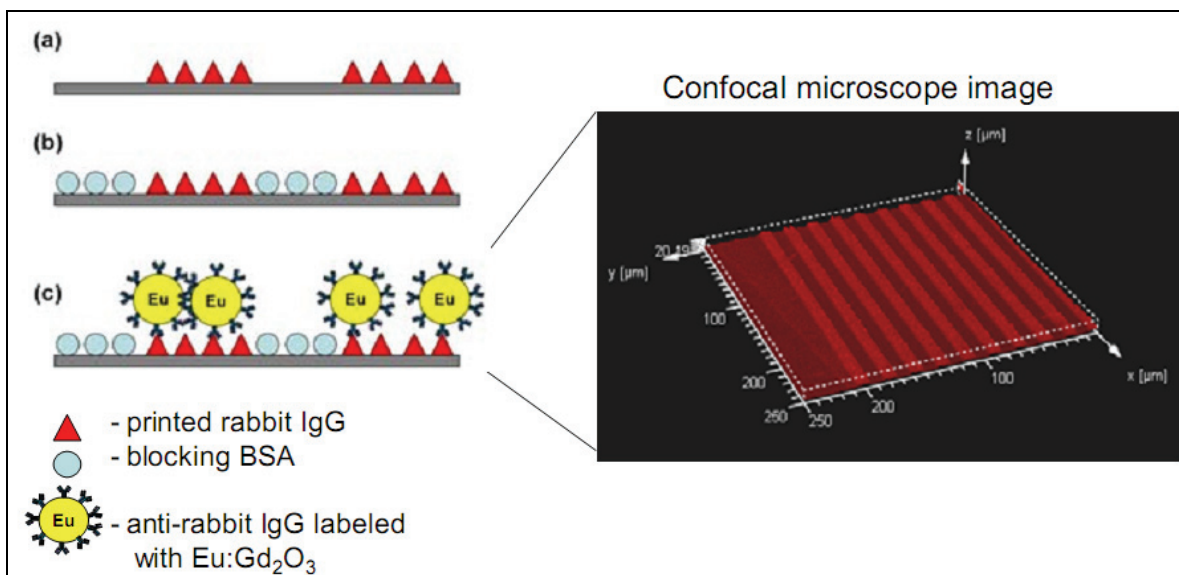 (a)
Confocal microscope image
(b)
z [µm]
20.19
y [µm]
(c)
Eu Eu Eu Eu
100
200
250
250
200
100
x [µm]
- printed rabbit IgG
- blocking BSA
Eu - anti-rabbit IgG labeled
with Eu:Gd₂O₃